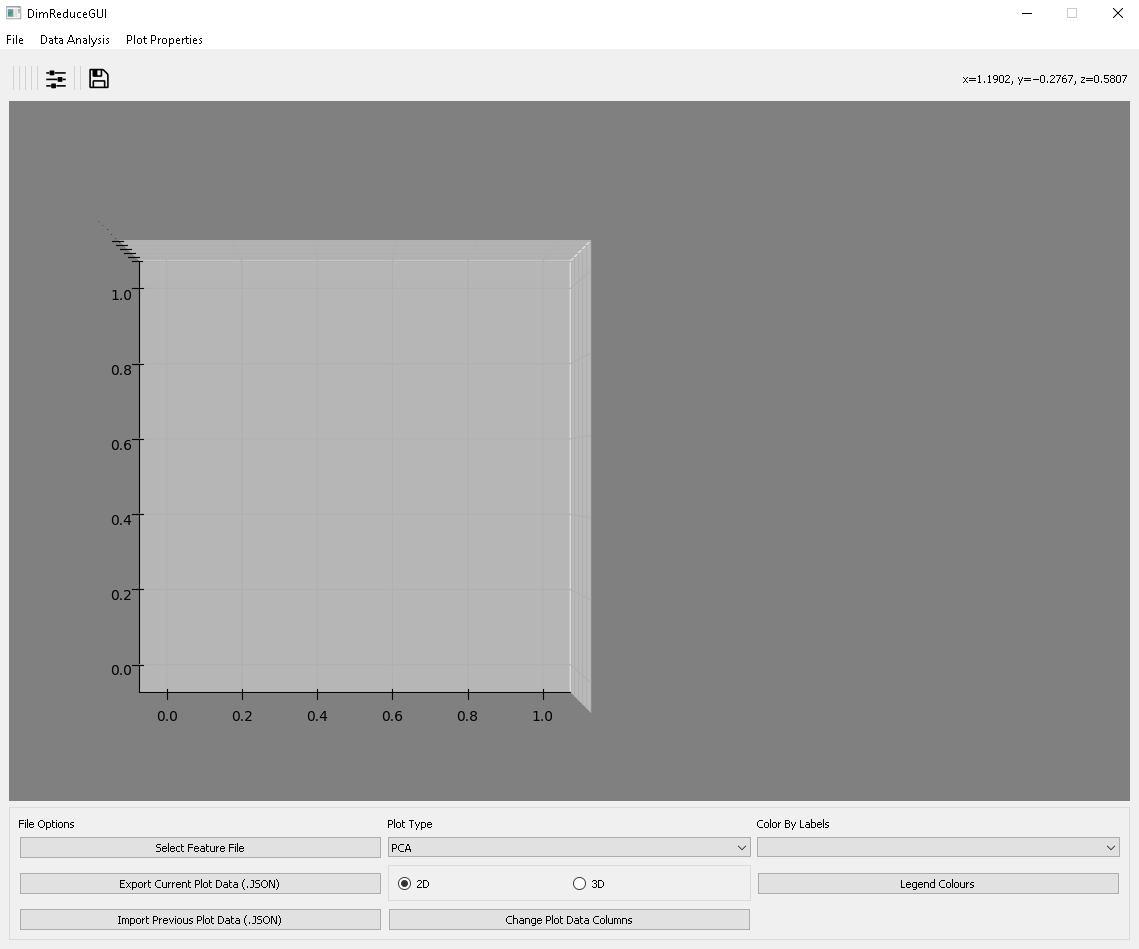 DimReduceGUI
File Data Analysis Plot Properties
x=1.1902, y=−0.2767, z=0.5807
1.0
0.8
0.6
0.4
0.2
0.0
0.0 0.2 0.4 0.6 0.8 1.0
File Options Plot Type Color By Labels
Select Feature File PCA
Export Current Plot Data (.JSON) 2D 3D Legend Colours
Import Previous Plot Data (.JSON) Change Plot Data Columns